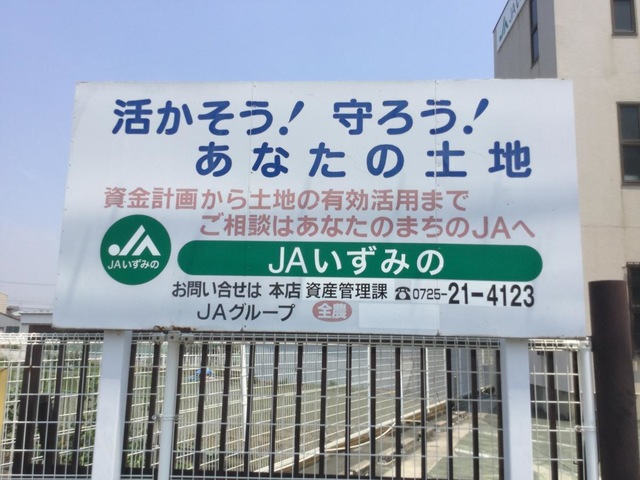 活かそう! 守ろう!
あなたの土地
資金計画から土地の有効活用まで
ご相談はあなたのまちのJAへ
JAいずみの
JAいずみの
お問い合せは 本店 資産管理課 ☎0725-21-4123
JAグループ 全農